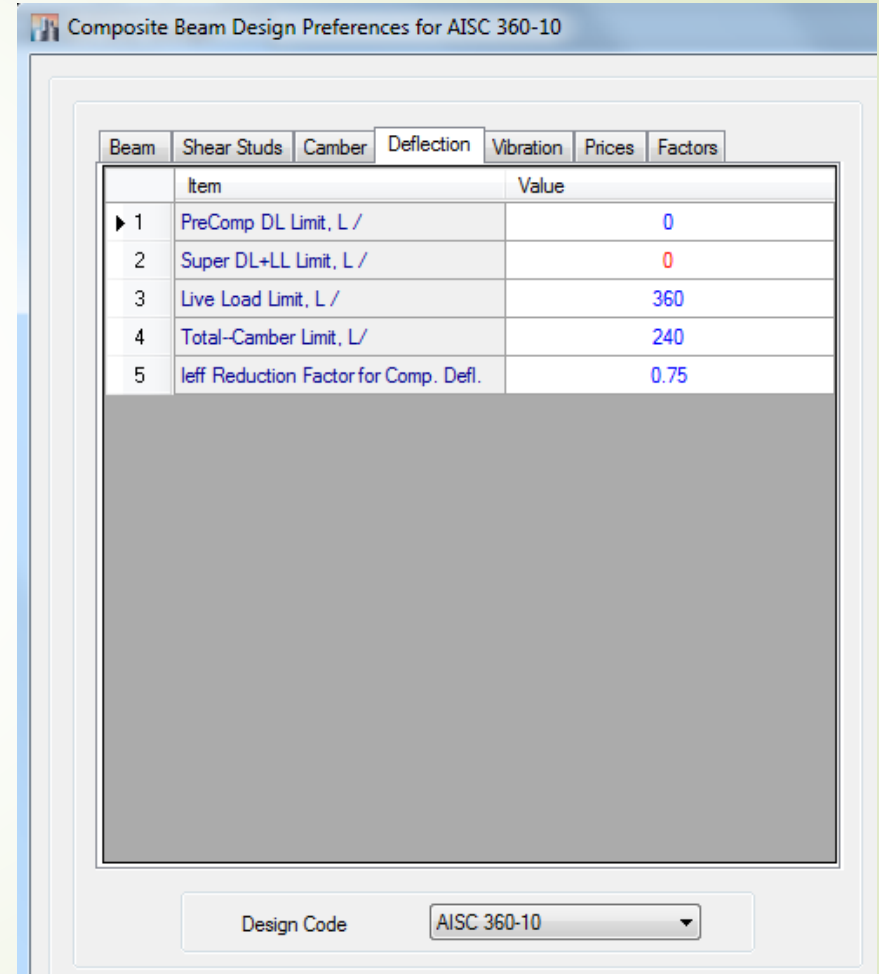 Composite Beam Design Preferences for AISC 360-10
Beam Shear Studs Camber Deflection Vibration Prices Factors
Item Value
1 PreComp DL Limit, L / 0
2 Super DL+LL Limit, L / 0
3 Live Load Limit, L / 360
4 Total--Camber Limit, L/ 240
5 Ieff Reduction Factor for Comp. Defl. 0.75
Design Code AISC 360-10